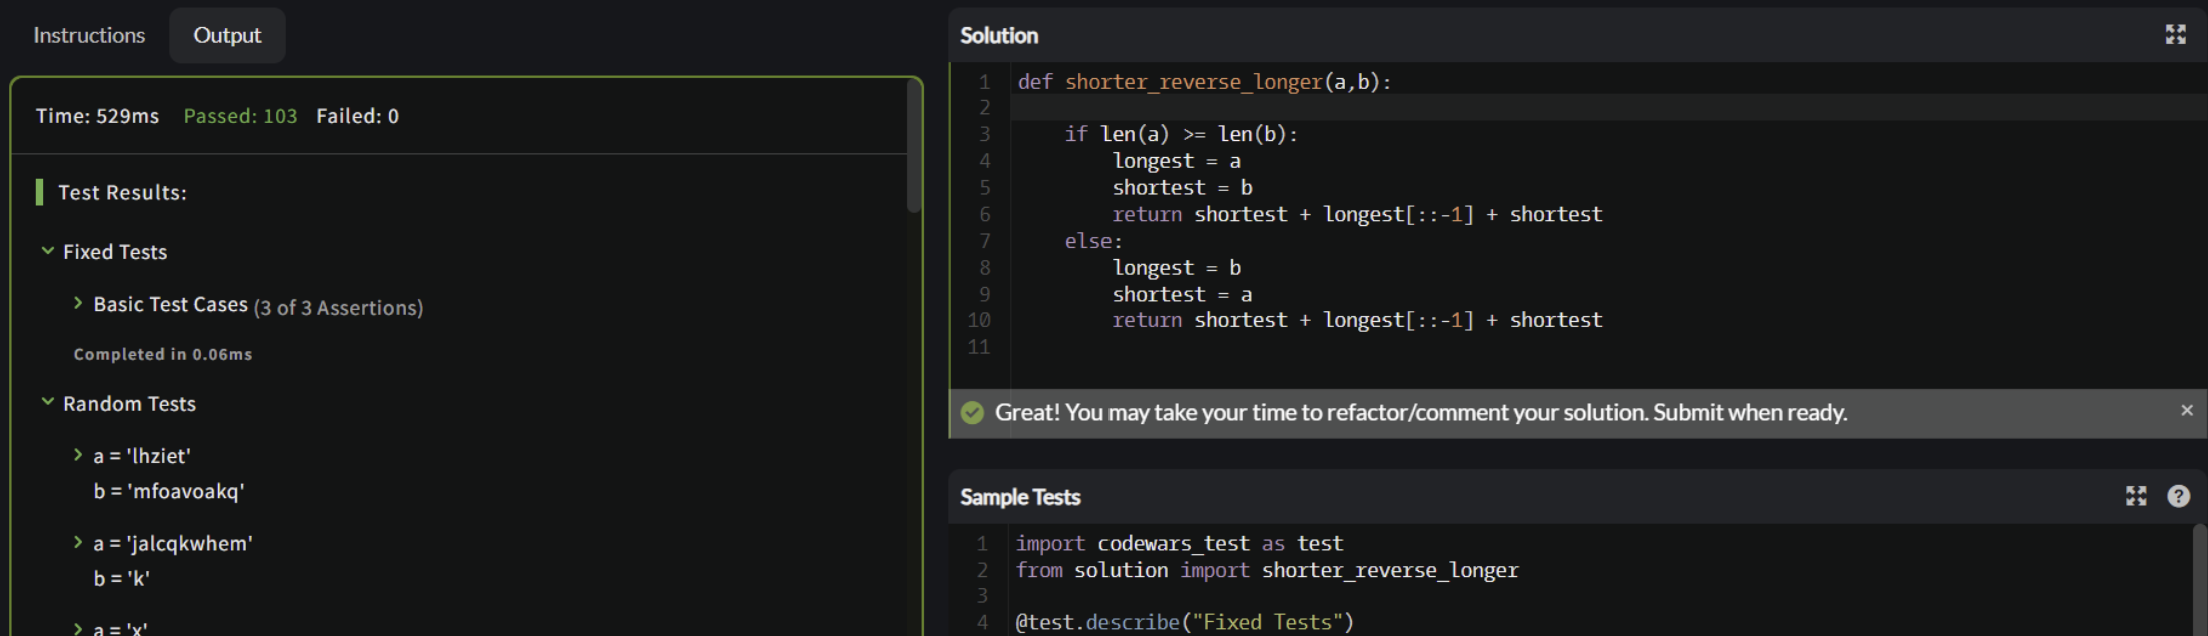 Instructions
Output
Time: 529ms Passed: 103 Failed: 0
Test Results:
Fixed Tests
Basic Test Cases (3 of 3 Assertions)
Completed in 0.06ms
Random Tests
a = 'lhziet'
b = 'mfoavoakq'
a = 'jalcqkwhem'
b = 'k'
a = 'x'
Solution
1 def shorter_reverse_longer(a,b):
2
3     if len(a) >= len(b):
4         longest = a
5         shortest = b
6         return shortest + longest[::-1] + shortest
7     else:
8         longest = b
9         shortest = a
10         return shortest + longest[::-1] + shortest
11
Great! You may take your time to refactor/comment your solution. Submit when ready.
Sample Tests
1 import codewars_test as test
2 from solution import shorter_reverse_longer
3
4 @test.describe("Fixed Tests")